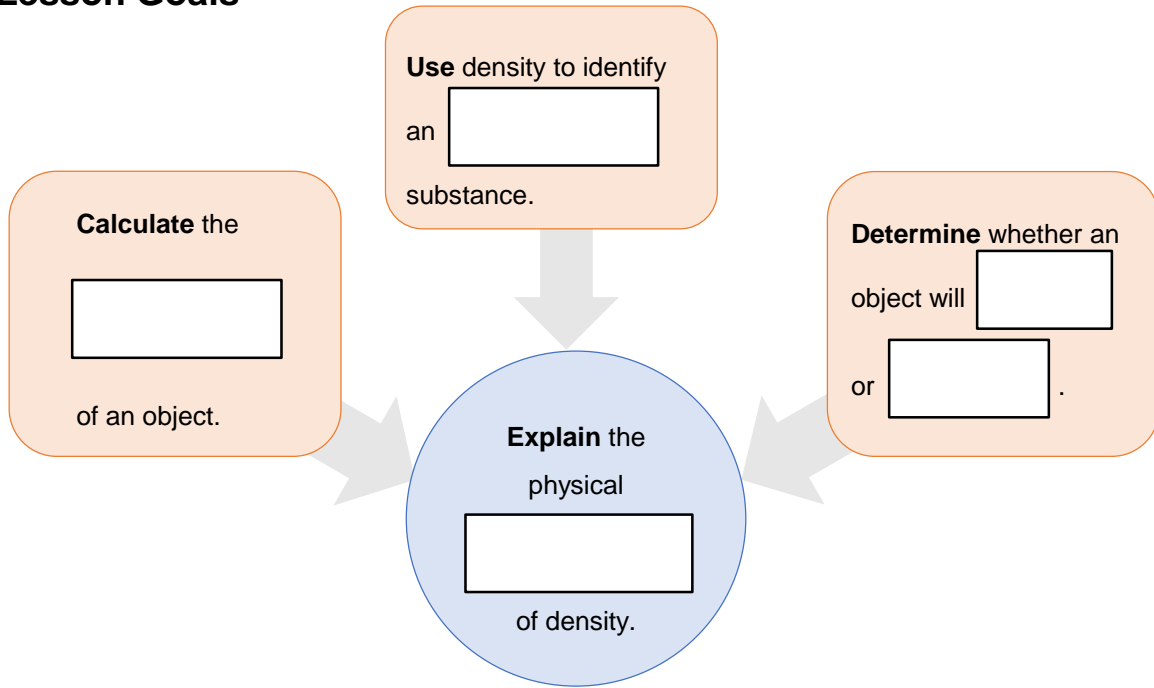 Lesson Goals
Use density to identify
an
substance.
Calculate the
of an object.
Determine whether an
object will
or .
Explain the
physical
of density.